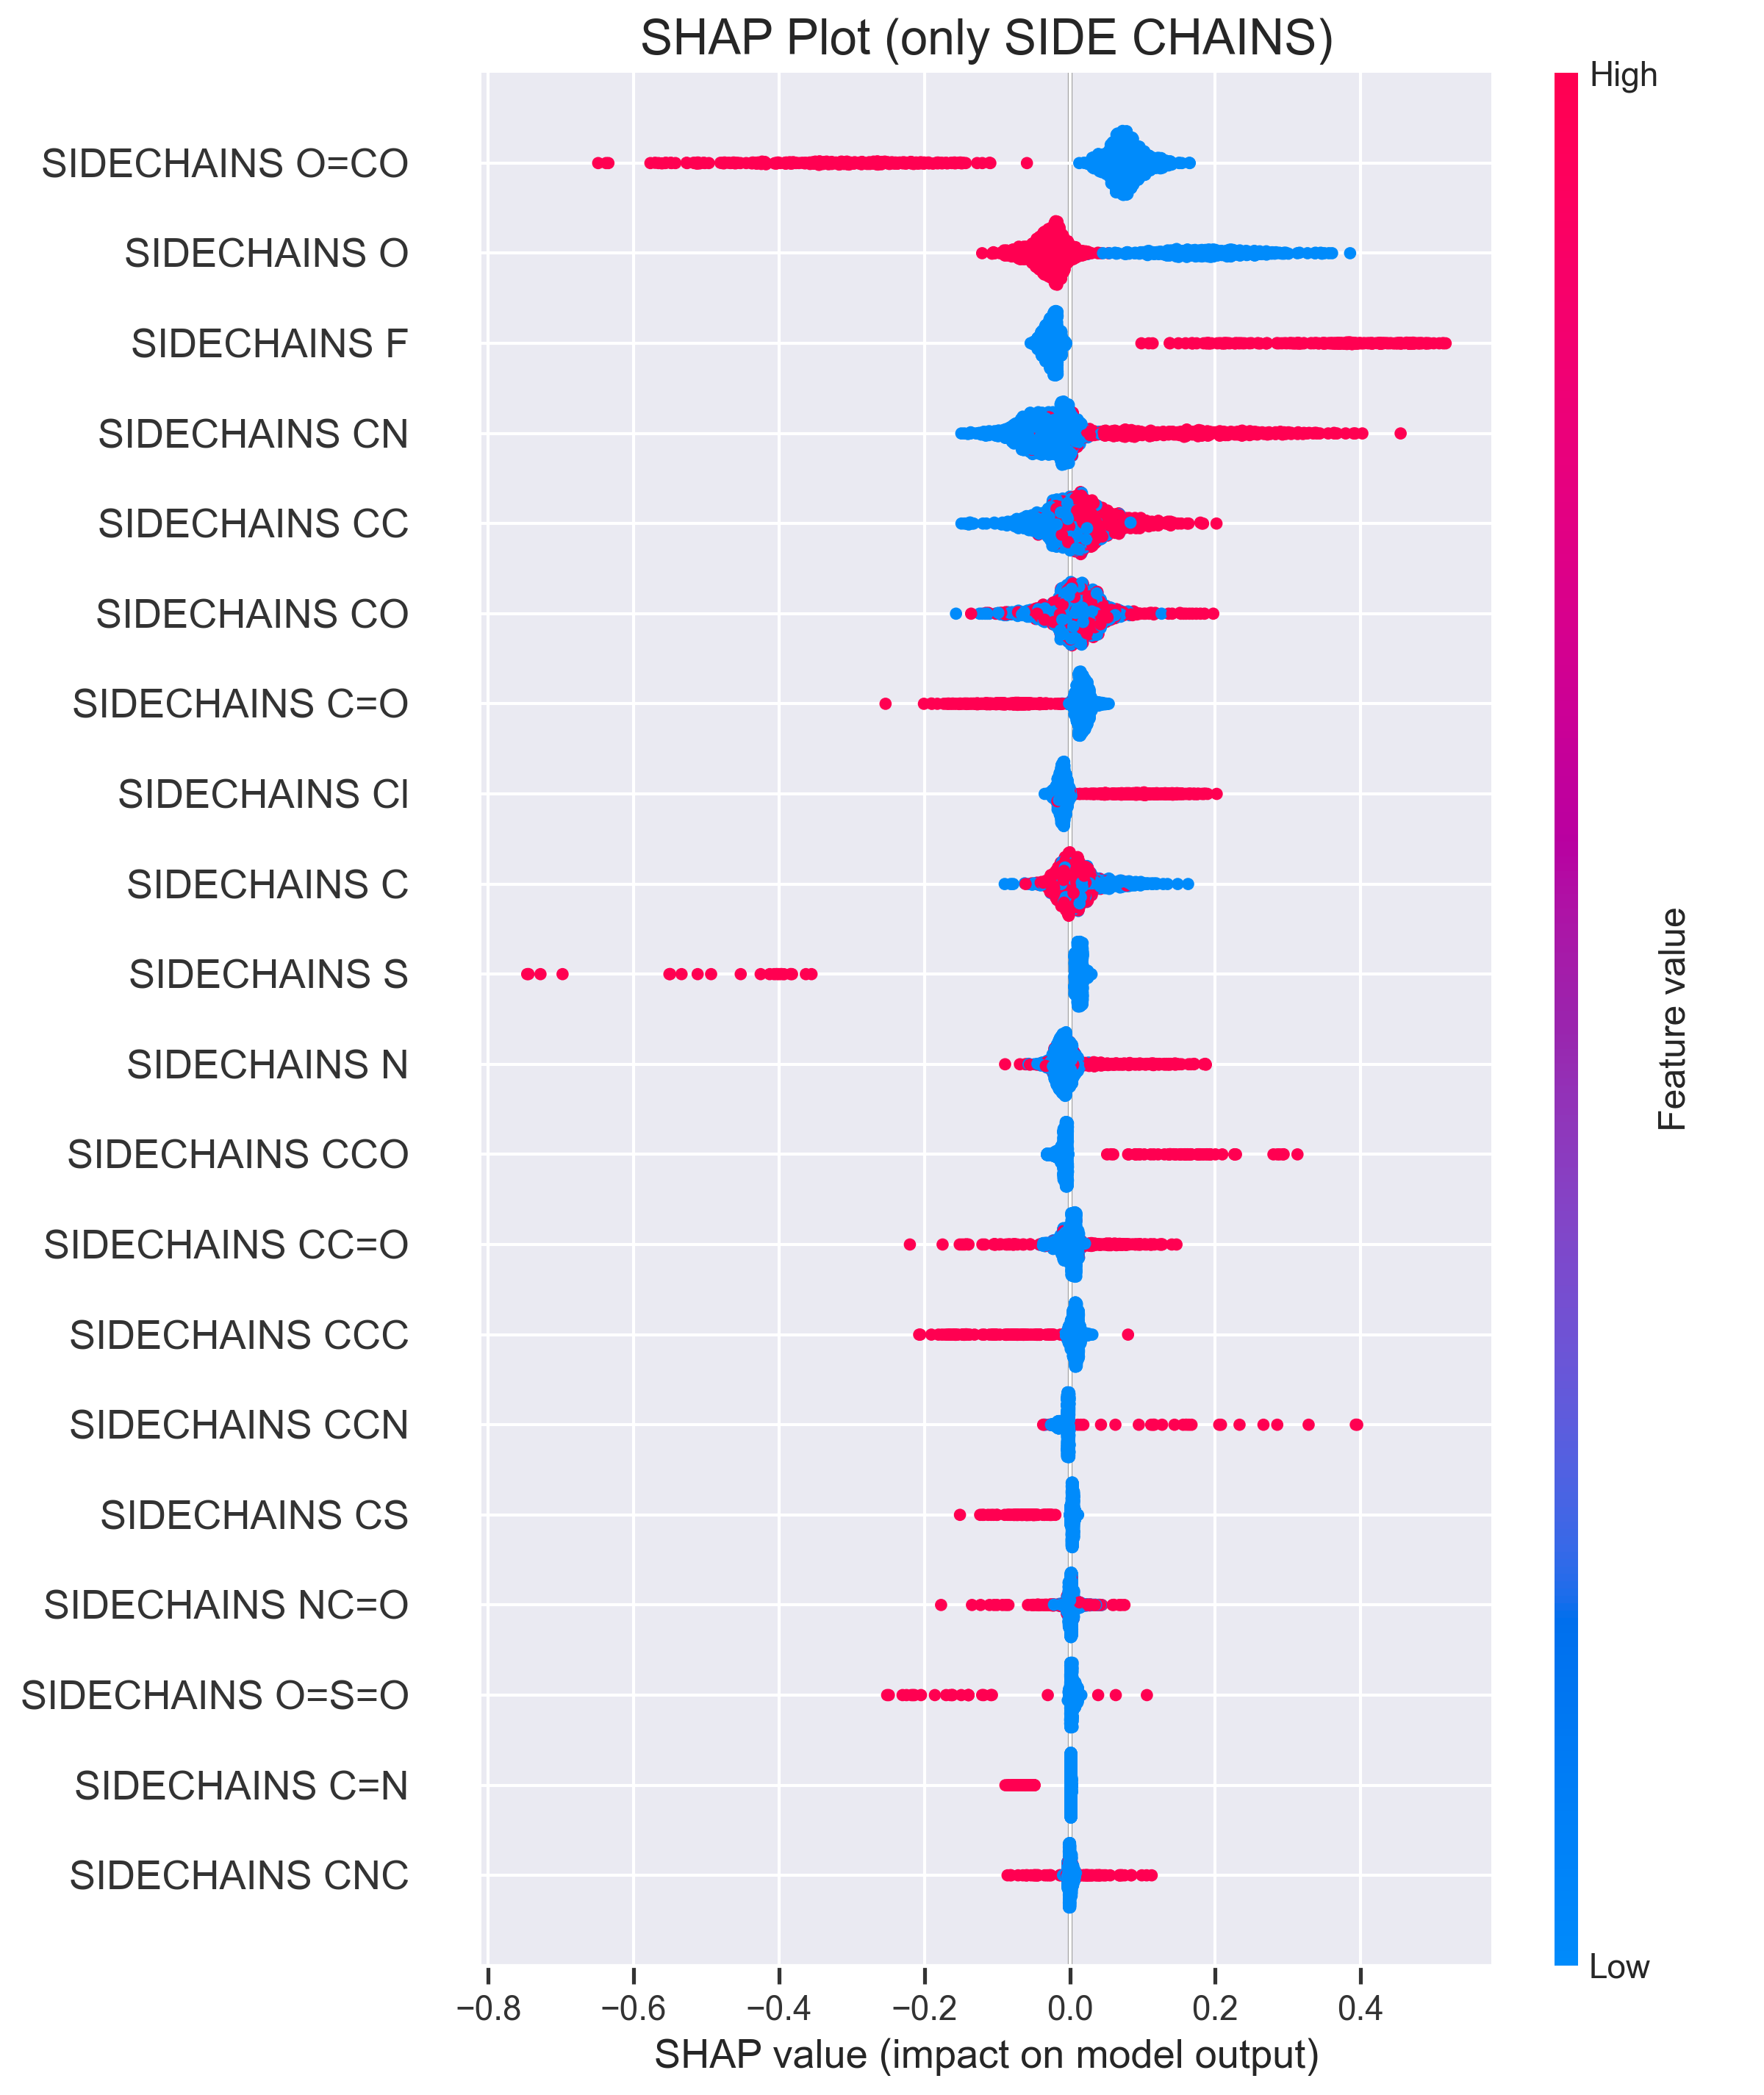 SHAP Plot (only SIDE CHAINS)
High
SIDECHAINS O=CO
SIDECHAINS O
SIDECHAINS F
SIDECHAINS CN
SIDECHAINS CC
SIDECHAINS CO
SIDECHAINS C=O
SIDECHAINS Cl
SIDECHAINS C
SIDECHAINS S
SIDECHAINS N
SIDECHAINS CCO
SIDECHAINS CC=O
SIDECHAINS CCC
SIDECHAINS CCN
SIDECHAINS CS
SIDECHAINS NC=O
SIDECHAINS O=S=O
SIDECHAINS C=N
SIDECHAINS CNC
Feature value
Low
−0.8 −0.6 −0.4 −0.2 0.0 0.2 0.4
SHAP value (impact on model output)